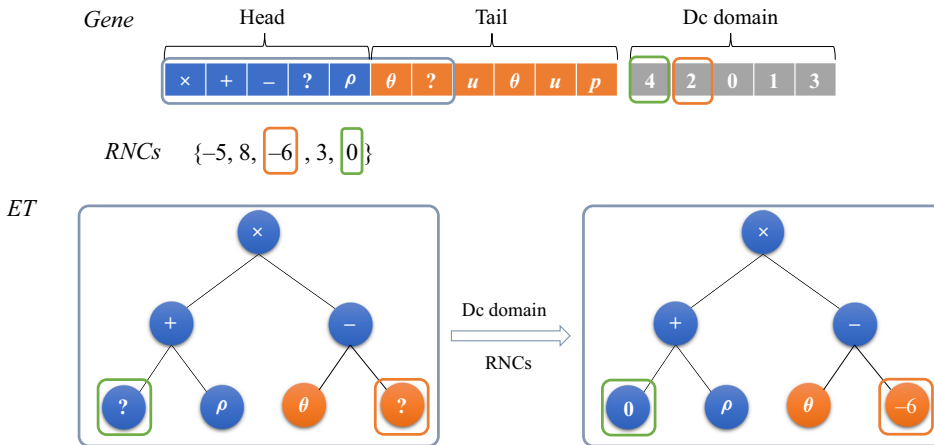 Gene Head Tail Dc domain
× + – ? ρ θ ? u θ u p 4 2 0 1 3
RNCs {–5, 8, –6 , 3, 0 }
ET
× ×
+ – Dc domain + –
RNCs
? ρ θ ? 0 ρ θ –6